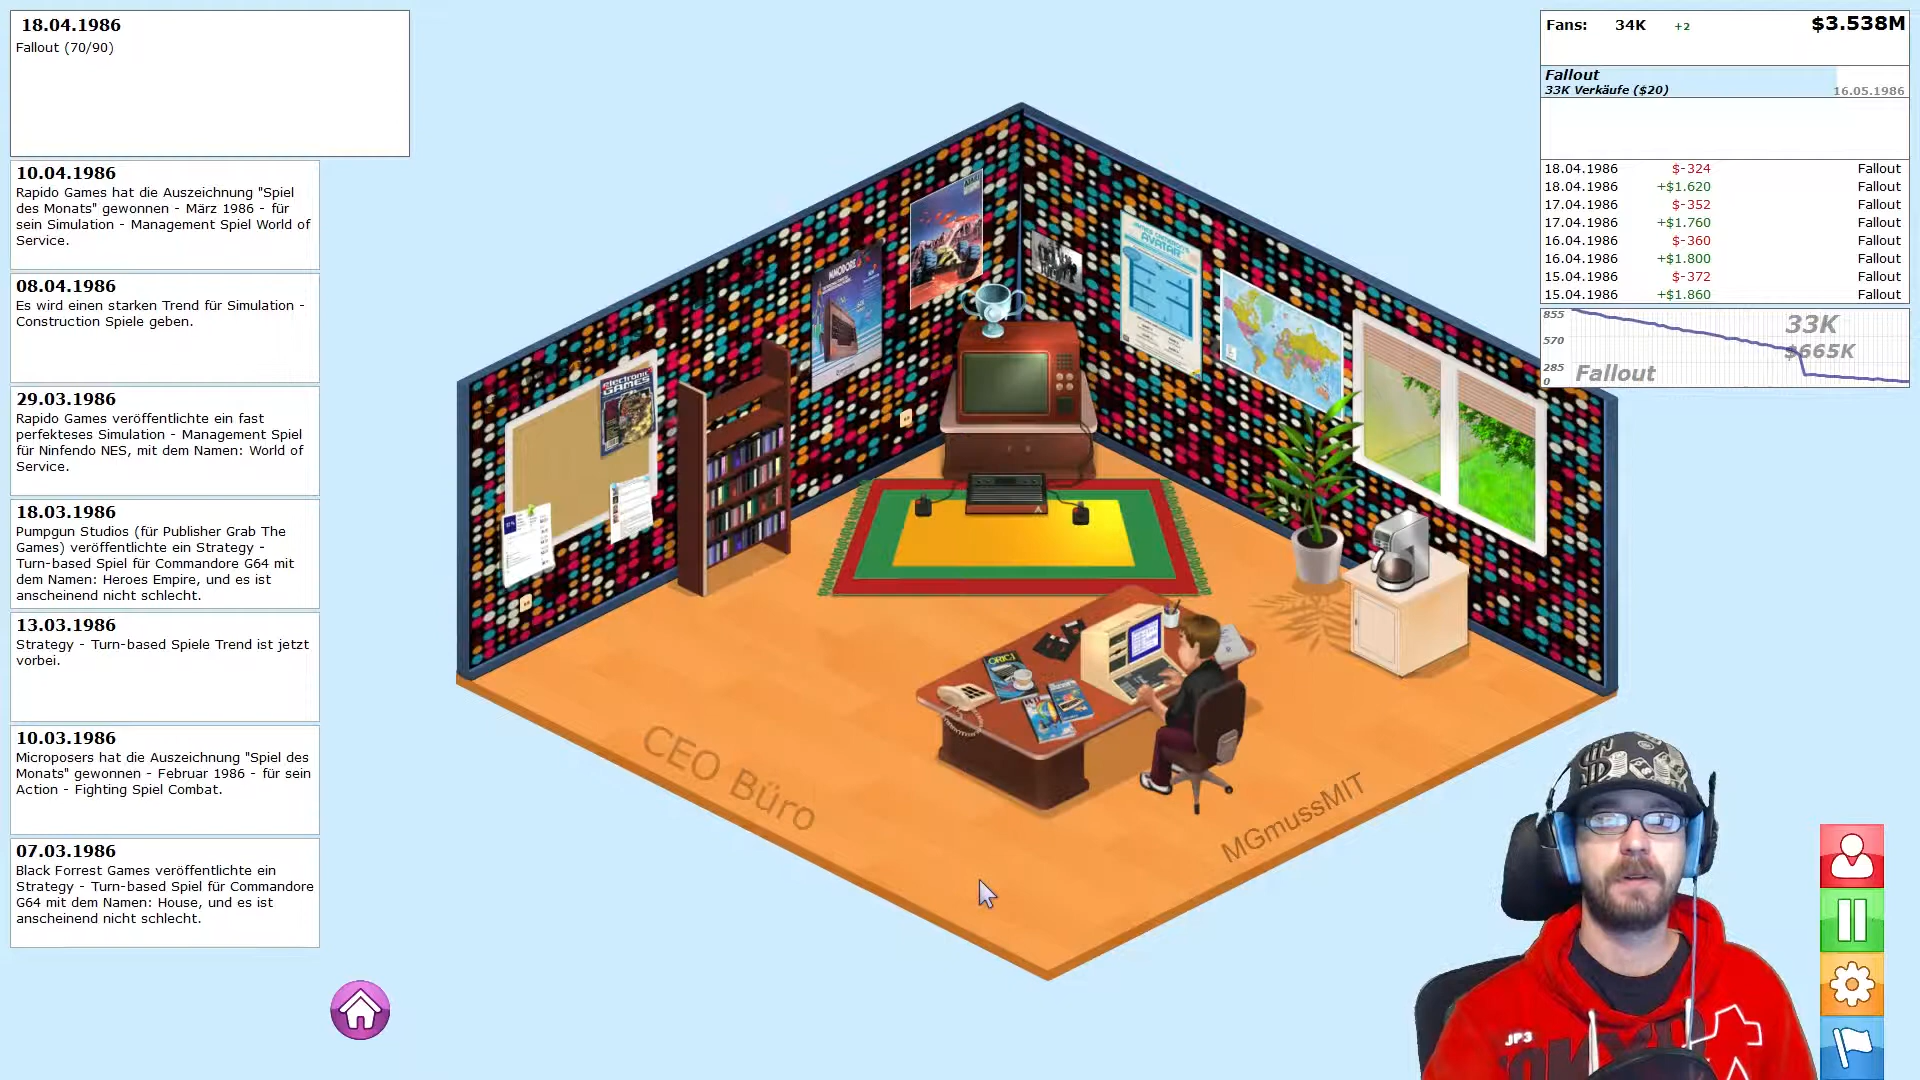 18.04.1986
Fallout (70/90)
10.04.1986
Rapido Games hat die Auszeichnung "Spiel
des Monats" gewonnen - März 1986 - für
sein Simulation - Management Spiel World of
Service.
08.04.1986
Es wird einen starken Trend für Simulation -
Construction Spiele geben.
29.03.1986
Rapido Games veröffentlichte ein fast
perfekteses Simulation - Management Spiel
für Ninfendo NES, mit dem Namen: World of
Service.
18.03.1986
Pumpgun Studios (für Publisher Grab The
Games) veröffentlichte ein Strategy -
Turn-based Spiel für Commandore G64 mit
dem Namen: Heroes Empire, und es ist
anscheinend nicht schlecht.
13.03.1986
Strategy - Turn-based Spiele Trend ist jetzt
vorbei.
10.03.1986
Microposers hat die Auszeichnung "Spiel des
Monats" gewonnen - Februar 1986 - für sein
Action - Fighting Spiel Combat.
07.03.1986
Black Forrest Games veröffentlichte ein
Strategy - Turn-based Spiel für Commandore
G64 mit dem Namen: House, und es ist
anscheinend nicht schlecht.
electronic
GAMES
AVATAR
CEO Büro
MGmussMIT
JP3
Fans: 34K +2 $3.538M
Fallout
33K Verkäufe ($20) 16.05.1986
18.04.1986 $-324 Fallout
18.04.1986 +$1.620 Fallout
17.04.1986 $-352 Fallout
17.04.1986 +$1.760 Fallout
16.04.1986 $-360 Fallout
16.04.1986 +$1.800 Fallout
15.04.1986 $-372 Fallout
15.04.1986 +$1.860 Fallout
855
570
285
0
33K
$665K
Fallout